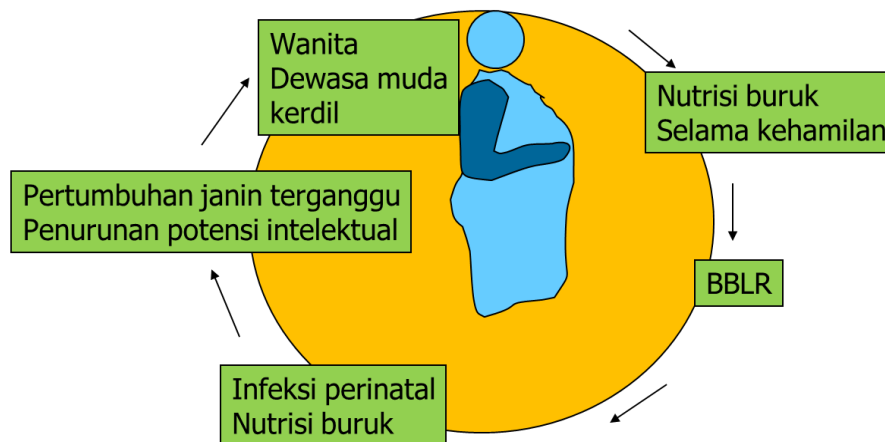 Wanita
Dewasa muda
kerdil
Nutrisi buruk
Selama kehamilan
BBLR
Infeksi perinatal
Nutrisi buruk
Pertumbuhan janin terganggu
Penurunan potensi intelektual